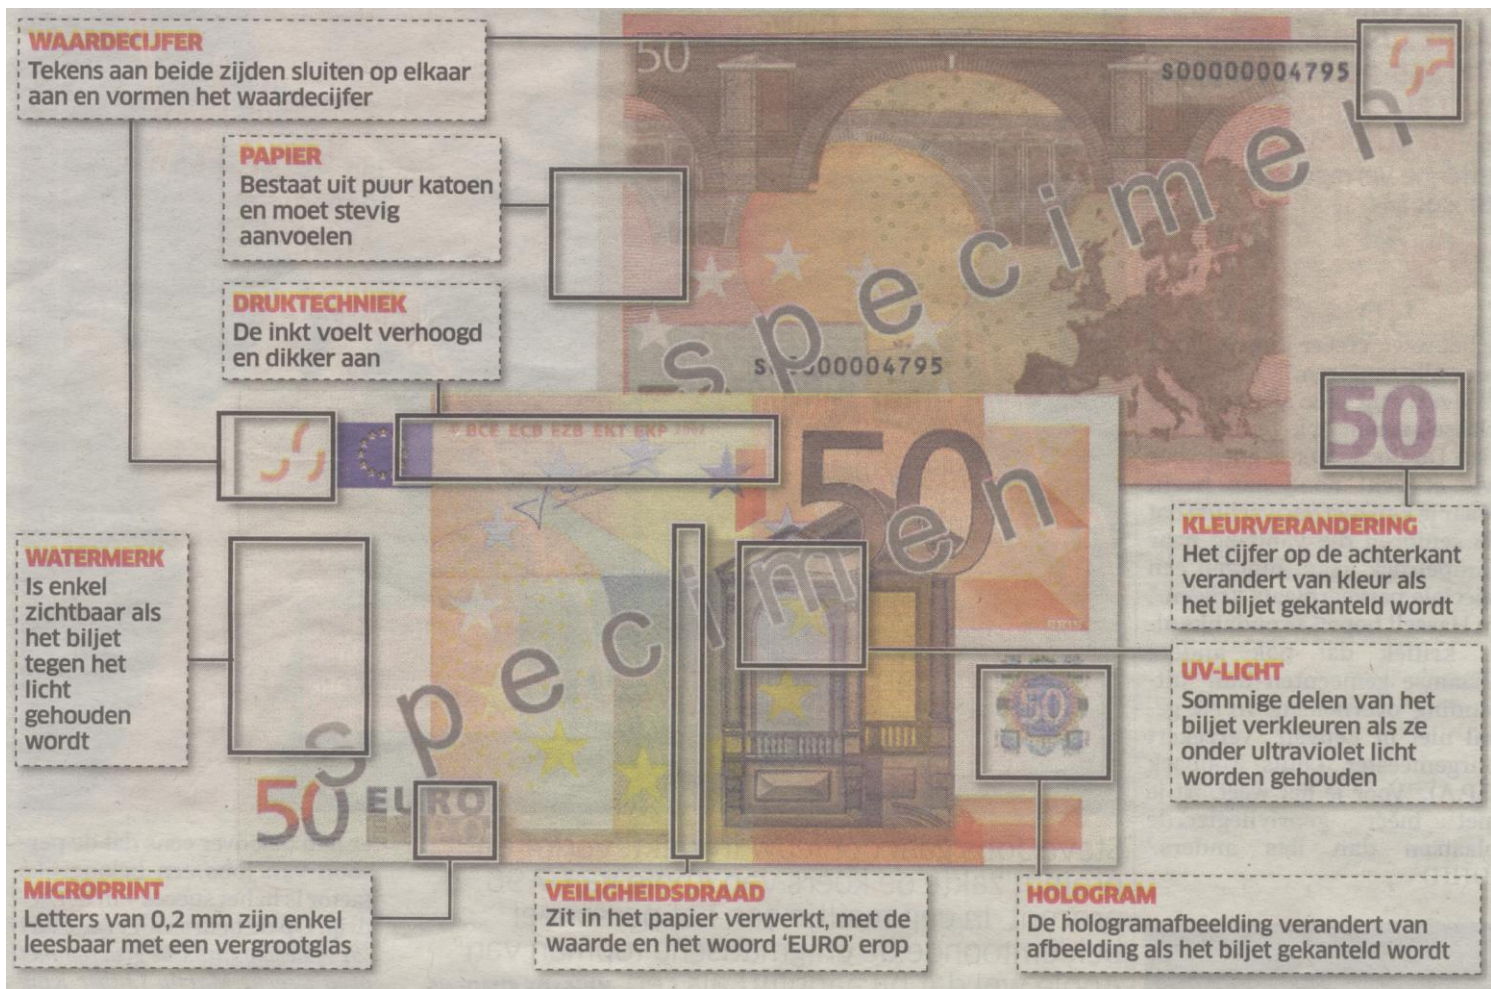 WAARDECIJFER
Tekens aan beide zijden sluiten op elkaar
aan en vormen het waardecijfer
PAPIER
Bestaat uit puur katoen
en moet stevig
aanvoelen
DRUKTECHNIEK
De inkt voelt verhoogd
en dikker aan
50
S00000004795
specimen
S00000004795
50
BCE ECB EZB EKT EKP 2002
50
specimen
KLEURVERANDERING
Het cijfer op de achterkant
verandert van kleur als
het biljet gekanteld wordt
WATERMERK
Is enkel
zichtbaar als
het biljet
tegen het
licht
gehouden
wordt
UV-LICHT
Sommige delen van het
biljet verkleuren als ze
onder ultraviolet licht
worden gehouden
50
50 EURO
MICROPRINT
Letters van 0,2 mm zijn enkel
leesbaar met een vergrootglas
VEILIGHEIDSDRAAD
Zit in het papier verwerkt, met de
waarde en het woord 'EURO' erop
HOLOGRAM
De hologramafbeelding verandert van
afbeelding als het biljet gekanteld wordt